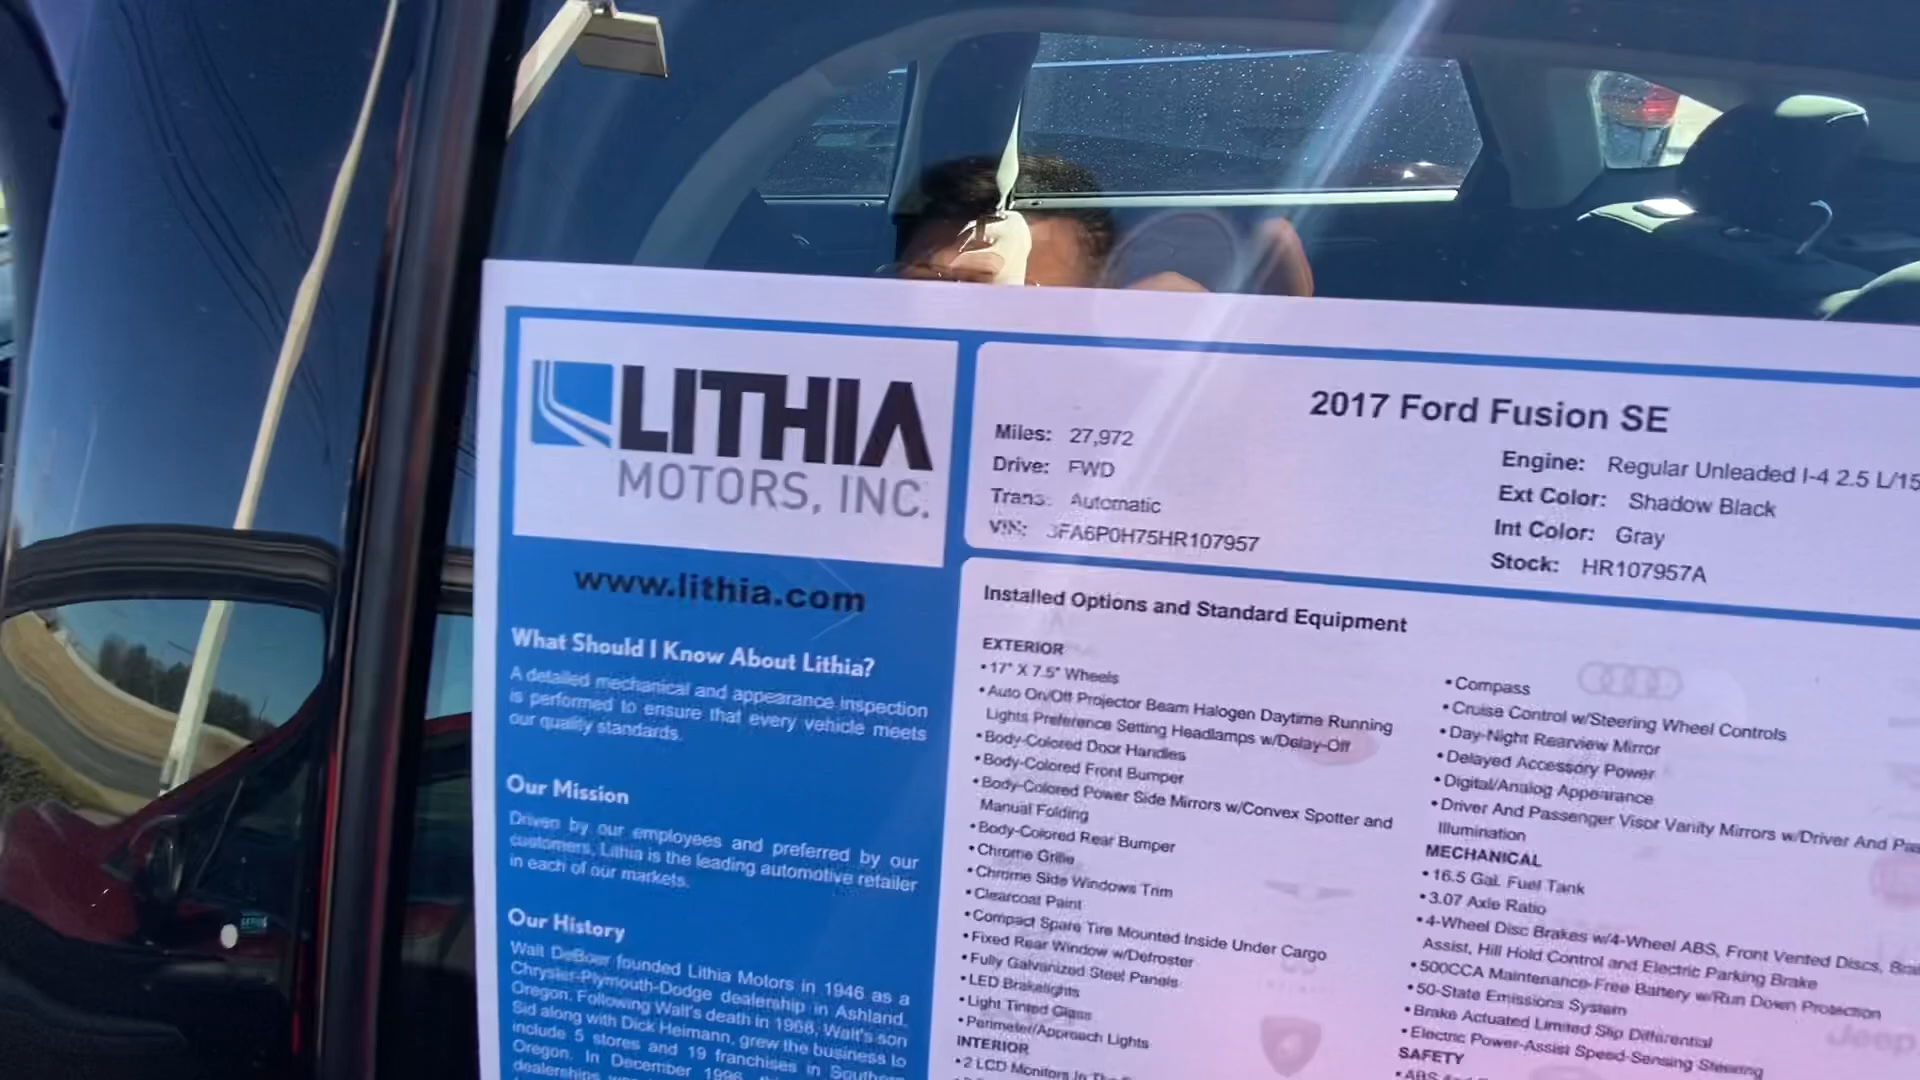 LITHIA
MOTORS, INC.
www.lithia.com
What Should I Know About Lithia?
A detailed mechanical and appearance inspection
is performed to ensure that every vehicle meets
our quality standards.
Our Mission
Driven by our employees and preferred by our
customers, Lithia is the leading automotive retailer
in each of our markets.
Our History
Walt DeBoer founded Lithia Motors in 1946 as a
Chrysler-Plymouth-Dodge dealership in Ashland,
Oregon. Following Walt's death in 1968, Walt's son
Sid along with Dick Heimann, grew the business to
include 5 stores and 19 franchises in Southern
Oregon. In December 1996,
dealerships
2017 Ford Fusion SE
Miles: 27,972
Drive: FWD
Trans: Automatic
VIN: 3FA6P0H75HR107957
Engine: Regular Unleaded I-4 2.5 L/15
Ext Color: Shadow Black
Int Color: Gray
Stock: HR107957A
Installed Options and Standard Equipment
EXTERIOR
•17" X 7.5" Wheels
•Auto On/Off Projector Beam Halogen Daytime Running
Lights Preference Setting Headlamps w/Delay-Off
•Body-Colored Door Handles
•Body-Colored Front Bumper
•Body-Colored Power Side Mirrors w/Convex Spotter and
Manual Folding
•Body-Colored Rear Bumper
•Chrome Grille
•Chrome Side Windows Trim
•Clearcoat Paint
•Compact Spare Tire Mounted Inside Under Cargo
•Fixed Rear Window w/Defroster
•Fully Galvanized Steel Panels
•LED Brakelights
•Light Tinted Glass
•Perimeter/Approach Lights
INTERIOR
•2 LCD Monitors In The
•Compass
•Cruise Control w/Steering Wheel Controls
•Day-Night Rearview Mirror
•Delayed Accessory Power
•Digital/Analog Appearance
•Driver And Passenger Visor Vanity Mirrors w/Driver And Pas
Illumination
MECHANICAL
•16.5 Gal. Fuel Tank
•3.07 Axle Ratio
•4-Wheel Disc Brakes w/4-Wheel ABS, Front Vented Discs, Brak
Assist, Hill Hold Control and Electric Parking Brake
•500CCA Maintenance-Free Battery w/Run Down Protection
•50-State Emissions System
•Brake Actuated Limited Slip Differential
•Electric Power-Assist Speed-Sensing Steering
SAFETY
•ABS
Jeep